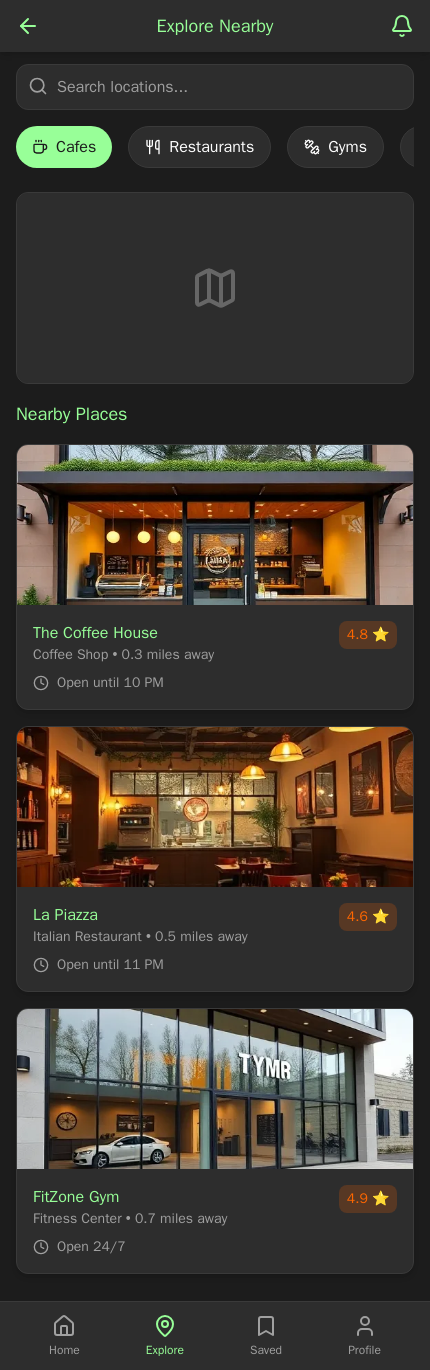 Explore Nearby
Search locations...
Cafes
Restaurants
Gyms
Nearby Places
The Coffee House
4.8 ⭐
Coffee Shop • 0.3 miles away
Open until 10 PM
La Piazza
4.6 ⭐
Italian Restaurant • 0.5 miles away
Open until 11 PM
TYMR
FitZone Gym
4.9 ⭐
Fitness Center • 0.7 miles away
Open 24/7
Home
Explore
Saved
Profile